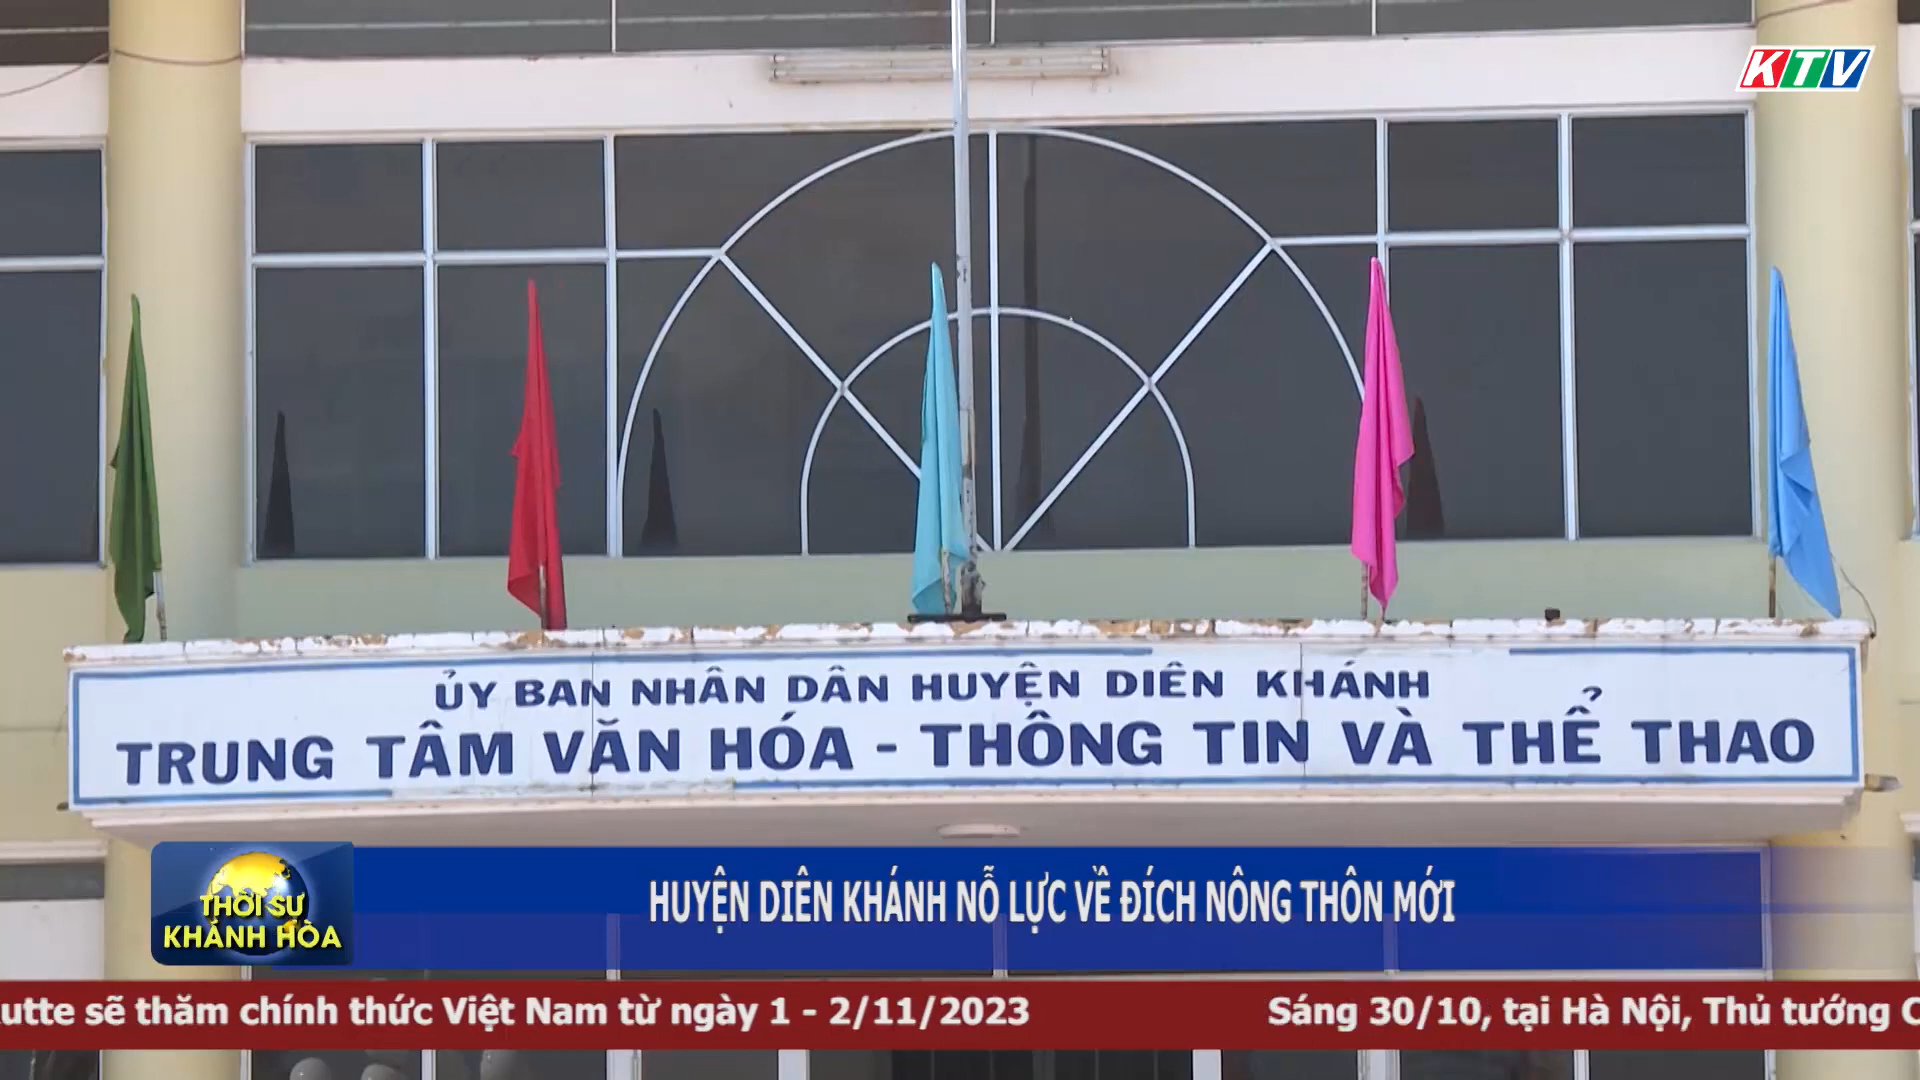 KTV
ỦY BAN NHÂN DÂN HUYỆN DIÊN KHÁNH
TRUNG TÂM VĂN HÓA - THÔNG TIN VÀ THỂ THAO
THỜI SỰ
KHÁNH HÒA
HUYỆN DIÊN KHÁNH NỖ LỰC VỀ ĐÍCH NÔNG THÔN MỚI
utte sẽ thăm chính thức Việt Nam từ ngày 1 - 2/11/2023 Sáng 30/10, tại Hà Nội, Thủ tướng C